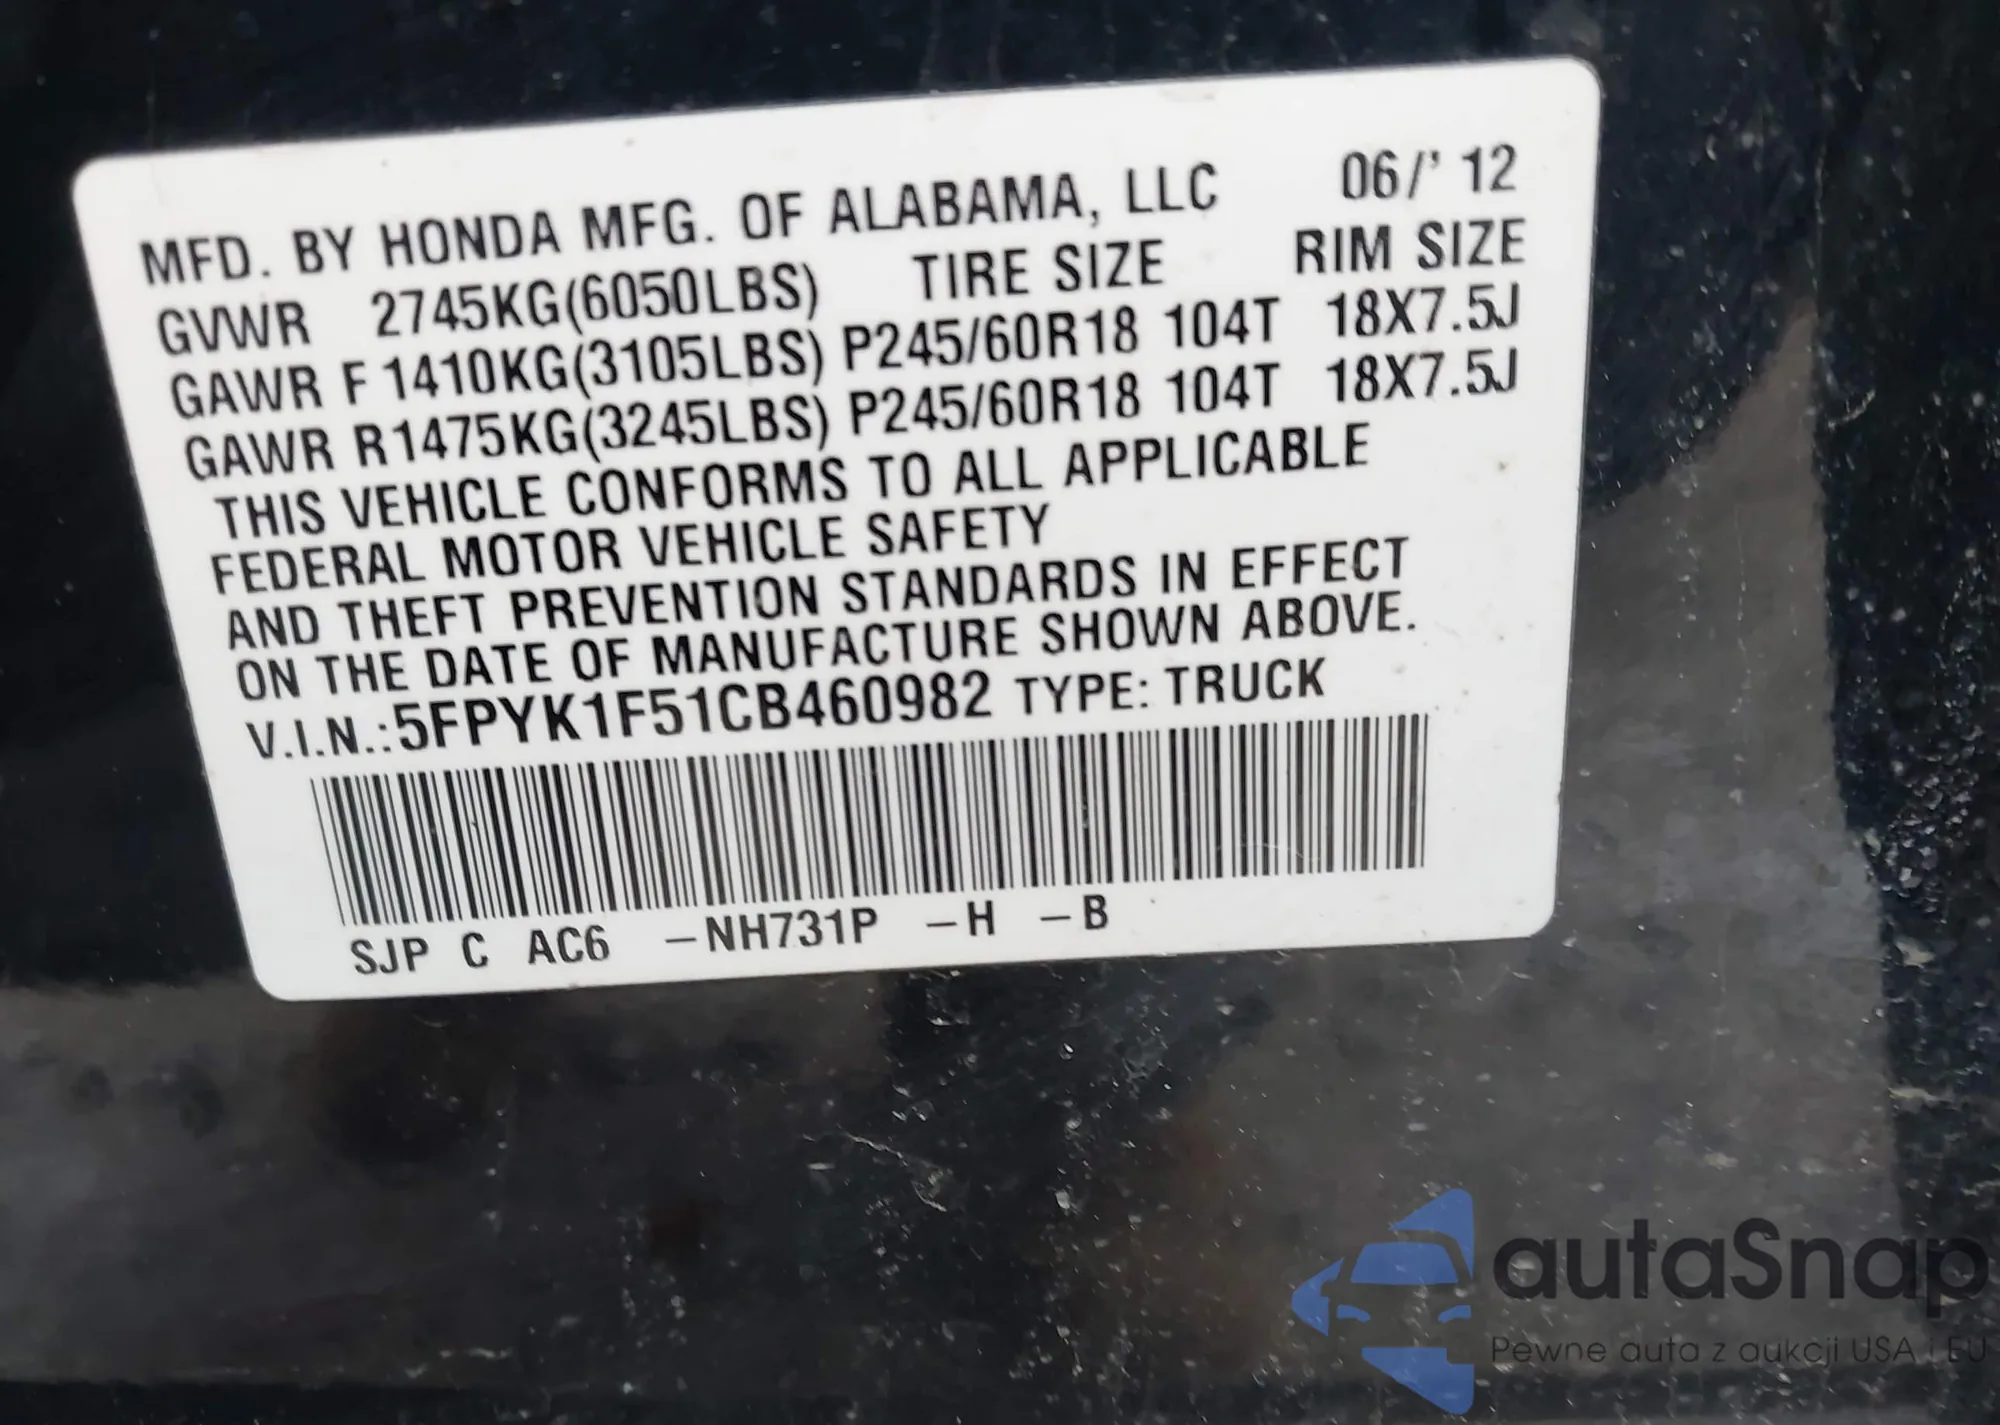 MFD. BY HONDA MFG. OF ALABAMA, LLC 06/' 12
GVWR 2745KG(6050LBS) TIRE SIZE RIM SIZE
GAWR F 1410KG(3105LBS) P245/60R18 104T 18X7.5J
GAWR R1475KG(3245LBS) P245/60R18 104T 18X7.5J
THIS VEHICLE CONFORMS TO ALL APPLICABLE
FEDERAL MOTOR VEHICLE SAFETY
AND THEFT PREVENTION STANDARDS IN EFFECT
ON THE DATE OF MANUFACTURE SHOWN ABOVE.
V.I.N.:5FPYK1F51CB460982 TYPE: TRUCK
SJP C AC6 –NH731P –H –B
autaSnap
Pewne auta z aukcji USA i EU